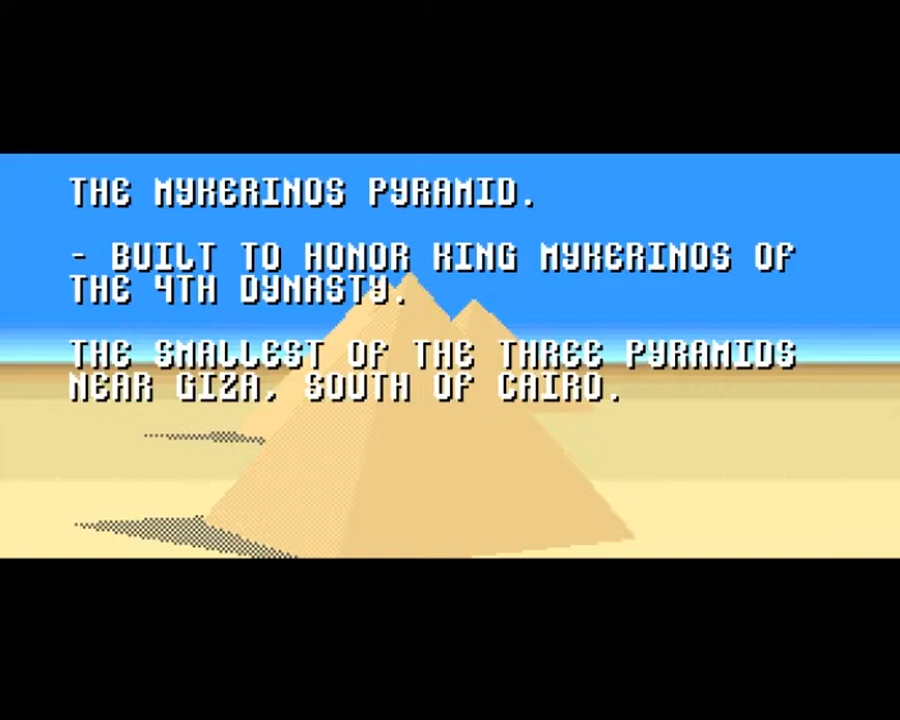 THE MYKERINOS PYRAMID.
- BUILT TO HONOR KING MYKERINOS OF
THE 4TH DYNASTY.
THE SMALLEST OF THE THREE PYRAMIDS
NEAR GIZA, SOUTH OF CAIRO.